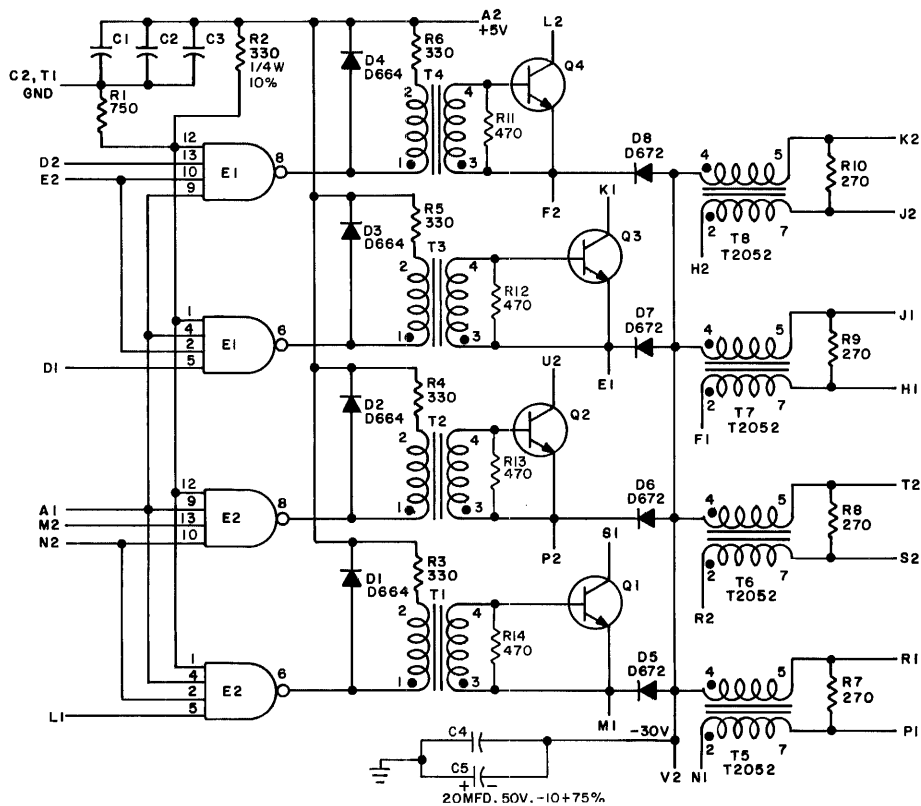 C1 C2 C3
R2
330
1/4W
10%
A2
+5V
C2, T1
GND
R1
750
D4
D664
R6
330
T4
2 4
1 3
R11
470
L2
Q4
F2
D8
D672
4 5
2 7
T8
T2052
H2
R10
270
K2
J2
D2
E2
12
13
10
9
E1
8
D3
D664
R5
330
T3
2 4
1 3
R12
470
K1
Q3
E1
D7
D672
4 5
2 7
T7
T2052
F1
R9
270
J1
H1
D1
1
4
2
5
E1
6
D2
D664
R4
330
T2
2 4
1 3
R13
470
U2
Q2
P2
D6
D672
4 5
2 7
T6
T2052
R2
R8
270
T2
S2
A1
M2
N2
12
9
13
10
E2
8
D1
D664
R3
330
T1
2 4
1 3
R14
470
S1
Q1
M1
D5
D672
4 5
2 7
T5
T2052
N1
R7
270
R1
P1
L1
1
4
2
5
E2
6
C4
C5
+ −
20MFD, 50V, -10+75%
-30V
V2